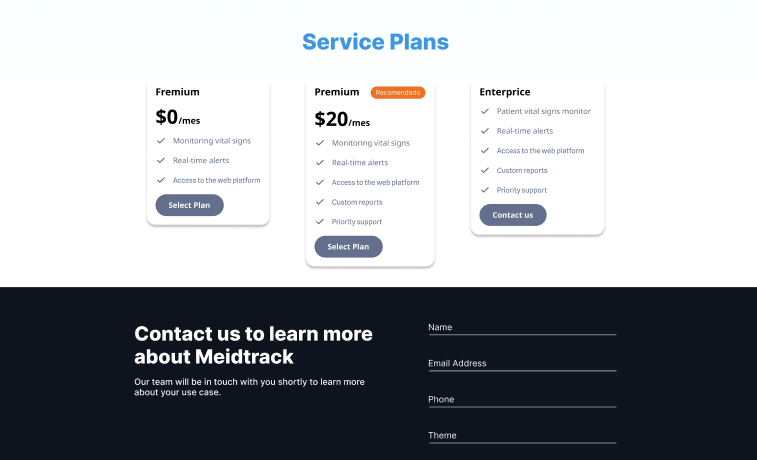 Service Plans
Fremium
$0/mes
Monitoring vital signs
Real-time alerts
Access to the web platform
Select Plan
Premium
Recomendado
$20/mes
Monitoring vital signs
Real-time alerts
Access to the web platform
Custom reports
Priority support
Select Plan
Enterprice
Patient vital signs monitor
Real-time alerts
Access to the web platform
Custom reports
Priority support
Contact us
Contact us to learn more
about Meidtrack
Our team will be in touch with you shortly to learn more
about your use case.
Name
Email Address
Phone
Theme